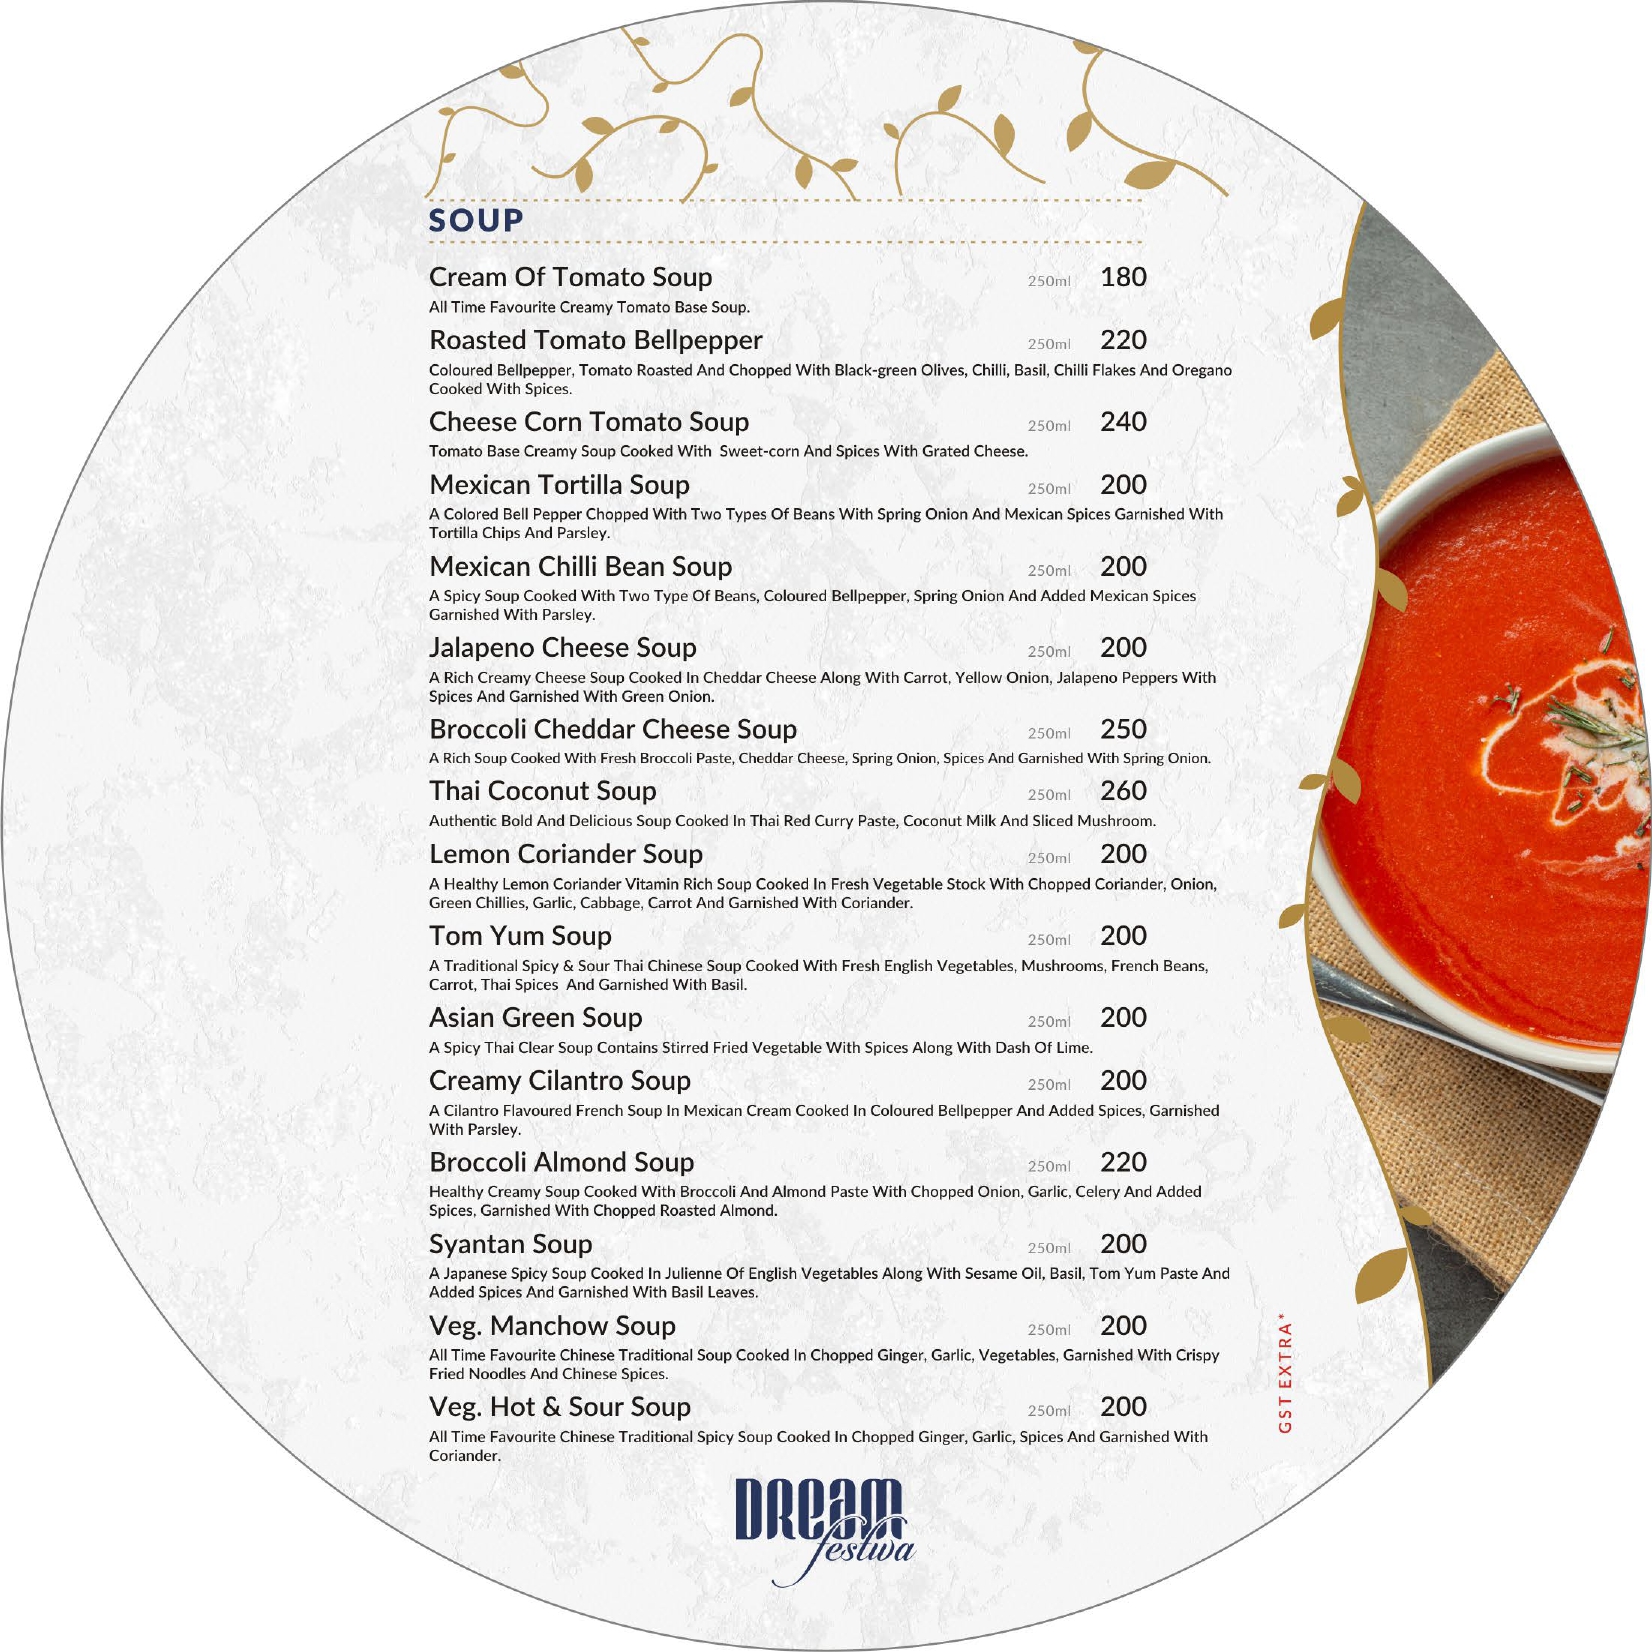 SOUP
Cream Of Tomato Soup 250ml 180
All Time Favourite Creamy Tomato Base Soup.
Roasted Tomato Bellpepper 250ml 220
Coloured Bellpepper, Tomato Roasted And Chopped With Black-green Olives, Chilli, Basil, Chilli Flakes And Oregano
Cooked With Spices.
Cheese Corn Tomato Soup 250ml 240
Tomato Base Creamy Soup Cooked With Sweet-corn And Spices With Grated Cheese.
Mexican Tortilla Soup 250ml 200
A Colored Bell Pepper Chopped With Two Types Of Beans With Spring Onion And Mexican Spices Garnished With
Tortilla Chips And Parsley.
Mexican Chilli Bean Soup 250ml 200
A Spicy Soup Cooked With Two Type Of Beans, Coloured Bellpepper, Spring Onion And Added Mexican Spices
Garnished With Parsley.
Jalapeno Cheese Soup 250ml 200
A Rich Creamy Cheese Soup Cooked In Cheddar Cheese Along With Carrot, Yellow Onion, Jalapeno Peppers With
Spices And Garnished With Green Onion.
Broccoli Cheddar Cheese Soup 250ml 250
A Rich Soup Cooked With Fresh Broccoli Paste, Cheddar Cheese, Spring Onion, Spices And Garnished With Spring Onion.
Thai Coconut Soup 250ml 260
Authentic Bold And Delicious Soup Cooked In Thai Red Curry Paste, Coconut Milk And Sliced Mushroom.
Lemon Coriander Soup 250ml 200
A Healthy Lemon Coriander Vitamin Rich Soup Cooked In Fresh Vegetable Stock With Chopped Coriander, Onion,
Green Chillies, Garlic, Cabbage, Carrot And Garnished With Coriander.
Tom Yum Soup 250ml 200
A Traditional Spicy & Sour Thai Chinese Soup Cooked With Fresh English Vegetables, Mushrooms, French Beans,
Carrot, Thai Spices And Garnished With Basil.
Asian Green Soup 250ml 200
A Spicy Thai Clear Soup Contains Stirred Fried Vegetable With Spices Along With Dash Of Lime.
Creamy Cilantro Soup 250ml 200
A Cilantro Flavoured French Soup In Mexican Cream Cooked In Coloured Bellpepper And Added Spices, Garnished
With Parsley.
Broccoli Almond Soup 250ml 220
Healthy Creamy Soup Cooked With Broccoli And Almond Paste With Chopped Onion, Garlic, Celery And Added
Spices, Garnished With Chopped Roasted Almond.
Syantan Soup 250ml 200
A Japanese Spicy Soup Cooked In Julienne Of English Vegetables Along With Sesame Oil, Basil, Tom Yum Paste And
Added Spices And Garnished With Basil Leaves.
Veg. Manchow Soup 250ml 200
All Time Favourite Chinese Traditional Soup Cooked In Chopped Ginger, Garlic, Vegetables, Garnished With Crispy
Fried Noodles And Chinese Spices.
Veg. Hot & Sour Soup 250ml 200
All Time Favourite Chinese Traditional Spicy Soup Cooked In Chopped Ginger, Garlic, Spices And Garnished With
Coriander.
GST EXTRA*
DREAM
festiva